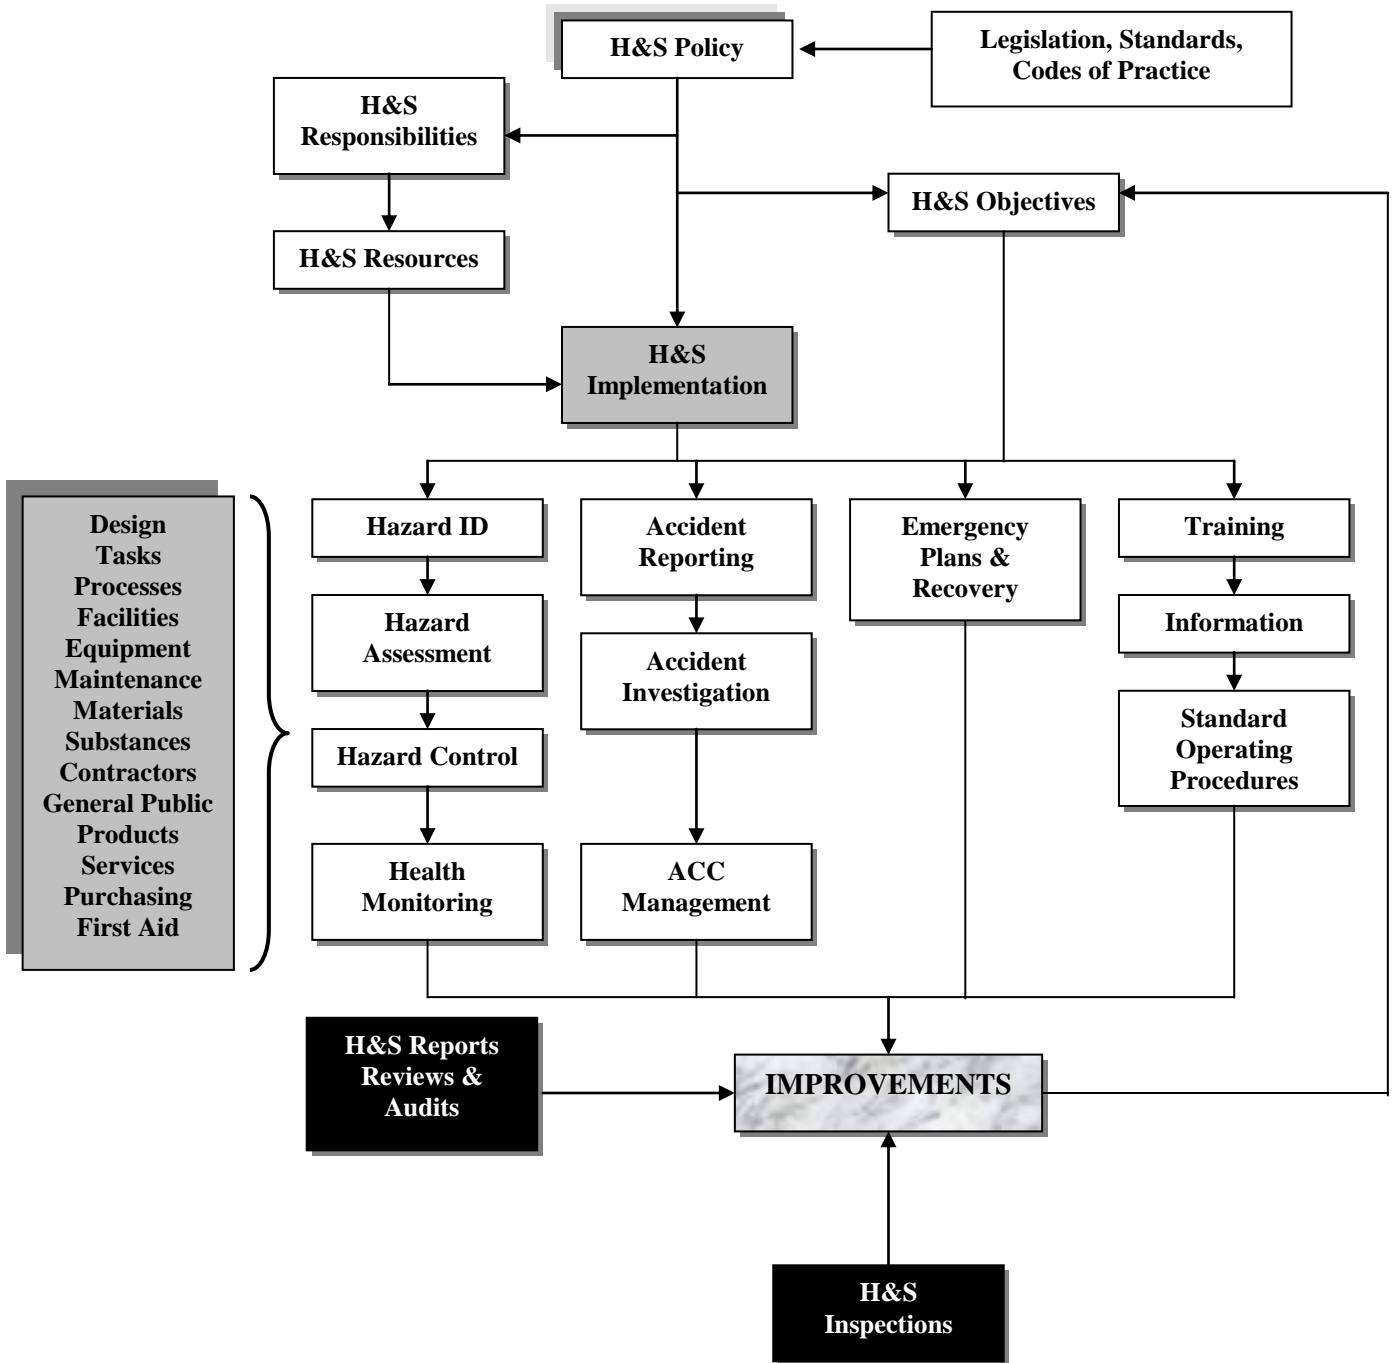 H&S Policy
Legislation, Standards,
Codes of Practice
H&S
Responsibilities
H&S Objectives
H&S Resources
H&S
Implementation
Design
Tasks
Processes
Facilities
Equipment
Maintenance
Materials
Substances
Contractors
General Public
Products
Services
Purchasing
First Aid
Hazard ID
Hazard
Assessment
Hazard Control
Health
Monitoring
Accident
Reporting
Accident
Investigation
ACC
Management
Emergency
Plans &
Recovery
Training
Information
Standard
Operating
Procedures
H&S Reports
Reviews &
Audits
IMPROVEMENTS
H&S
Inspections